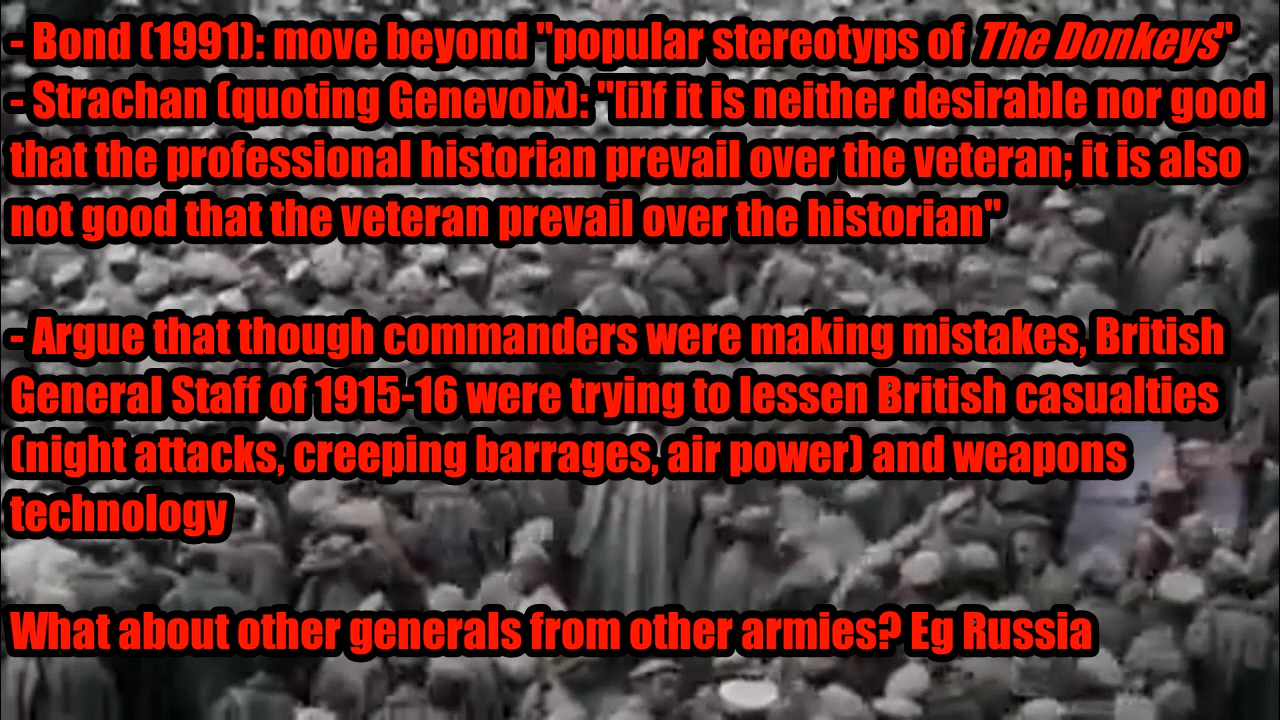 - Bond (1991): move beyond "popular stereotyps of The Donkeys"
- Strachan (quoting Genevoix): "[i]f it is neither desirable nor good
that the professional historian prevail over the veteran; it is also
not good that the veteran prevail over the historian"
- Argue that though commanders were making mistakes, British
General Staff of 1915-16 were trying to lessen British casualties
(night attacks, creeping barrages, air power) and weapons
technology
What about other generals from other armies? Eg Russia